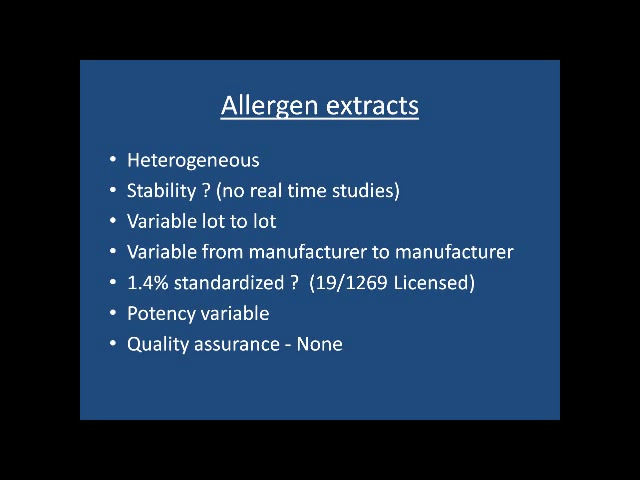 Allergen extracts
• Heterogeneous
• Stability ? (no real time studies)
• Variable lot to lot
• Variable from manufacturer to manufacturer
• 1.4% standardized ? (19/1269 Licensed)
• Potency variable
• Quality assurance - None